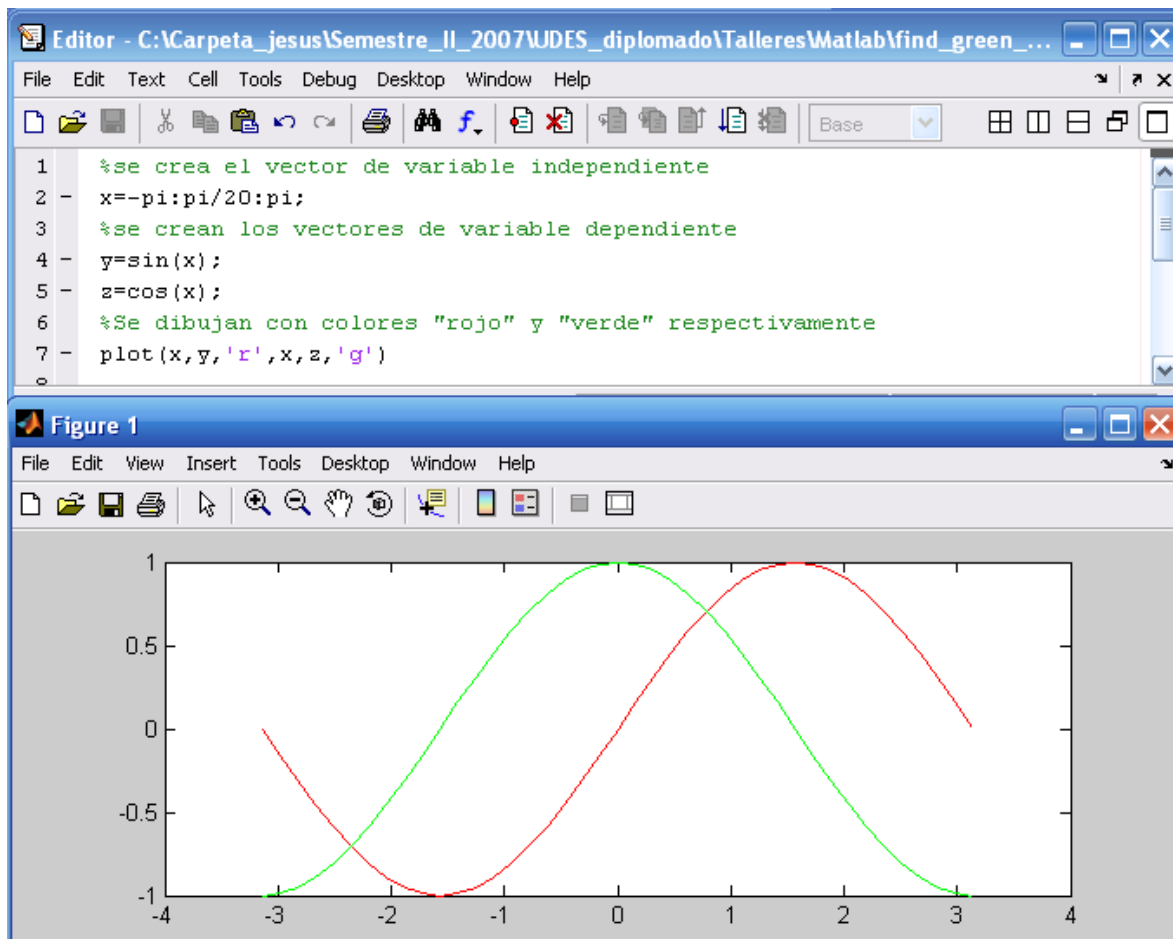 Editor - C:\Carpeta_jesus\Semestre_II_2007\UDES_diplomado\Talleres\Matlab\find_green_...
File Edit Text Cell Tools Debug Desktop Window Help
Base
1 %se crea el vector de variable independiente
2 - x=-pi:pi/20:pi;
3 %se crean los vectores de variable dependiente
4 - y=sin(x);
5 - z=cos(x);
6 %Se dibujan con colores "rojo" y "verde" respectivamente
7 - plot(x,y,'r',x,z,'g')
8
Figure 1
File Edit View Insert Tools Desktop Window Help
1
0.5
0
-0.5
-1
-4 -3 -2 -1 0 1 2 3 4